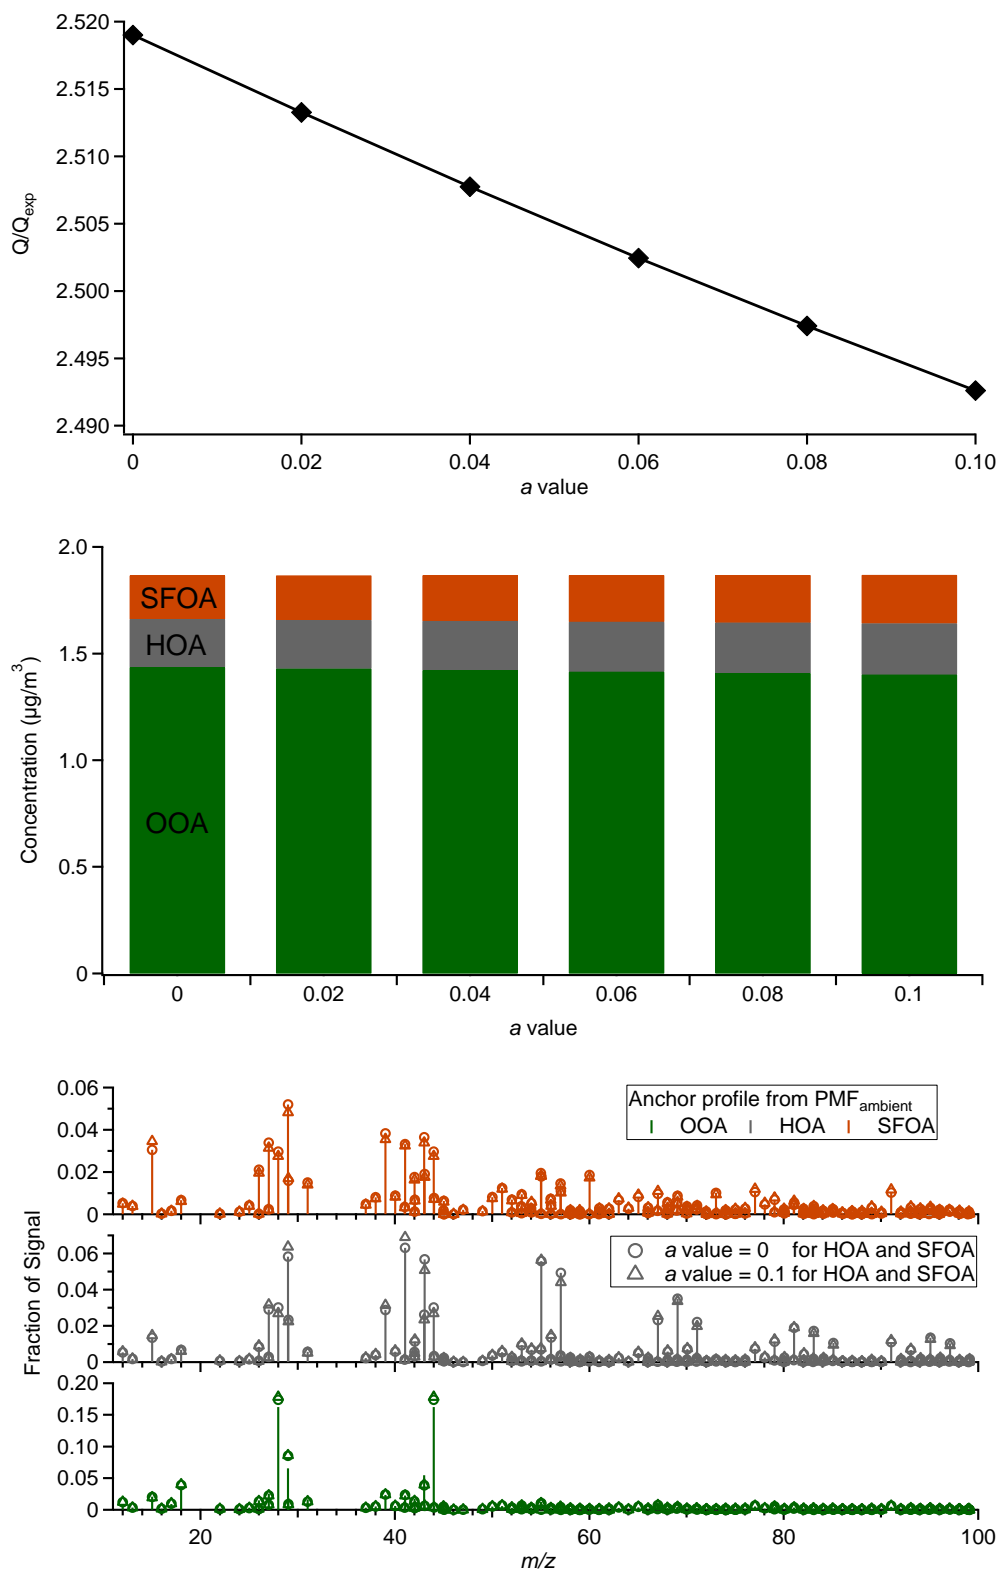 2.520
2.515
2.510
2.505
2.500
2.495
2.490
Q/Qexp
0 0.02 0.04 0.06 0.08 0.10
a value
2.0
1.5
1.0
0.5
0
Concentration (µg/m³)
SFOA
HOA
OOA
0 0.02 0.04 0.06 0.08 0.1
a value
0.06
0.04
0.02
0
Anchor profile from PMFambient
OOA HOA SFOA
0.06
0.04
0.02
0
a value = 0 for HOA and SFOA
a value = 0.1 for HOA and SFOA
Fraction of Signal
0.20
0.15
0.10
0.05
0
20 40 60 80 100
m/z